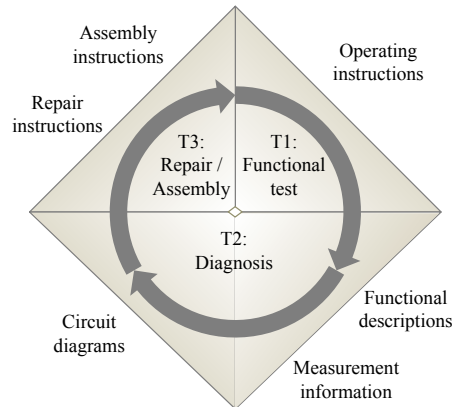 Assembly
instructions
Operating
instructions
Repair
instructions
T3:
Repair /
Assembly
T1:
Functional
test
T2:
Diagnosis
Circuit
diagrams
Functional
descriptions
Measurement
information